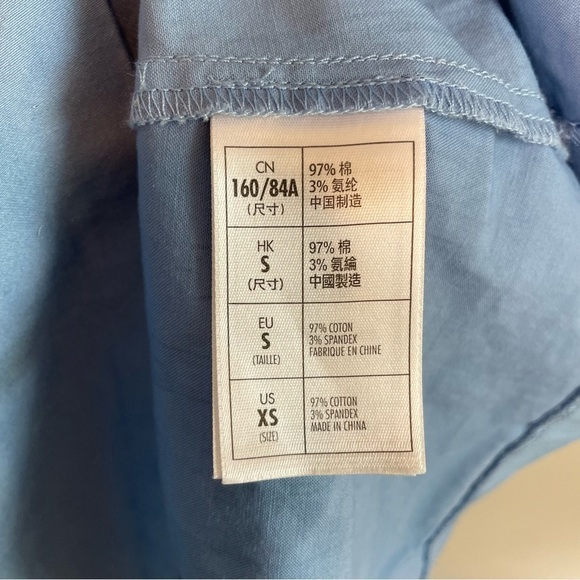 CN
160/84A
(尺寸)
97% 棉
3% 氨纶
中国制造
HK
S
(尺寸)
97% 棉
3% 氨綸
中國製造
EU
S
(TAILLE)
97% COTON
3% SPANDEX
FABRIQUE EN CHINE
US
XS
(SIZE)
97% COTTON
3% SPANDEX
MADE IN CHINA